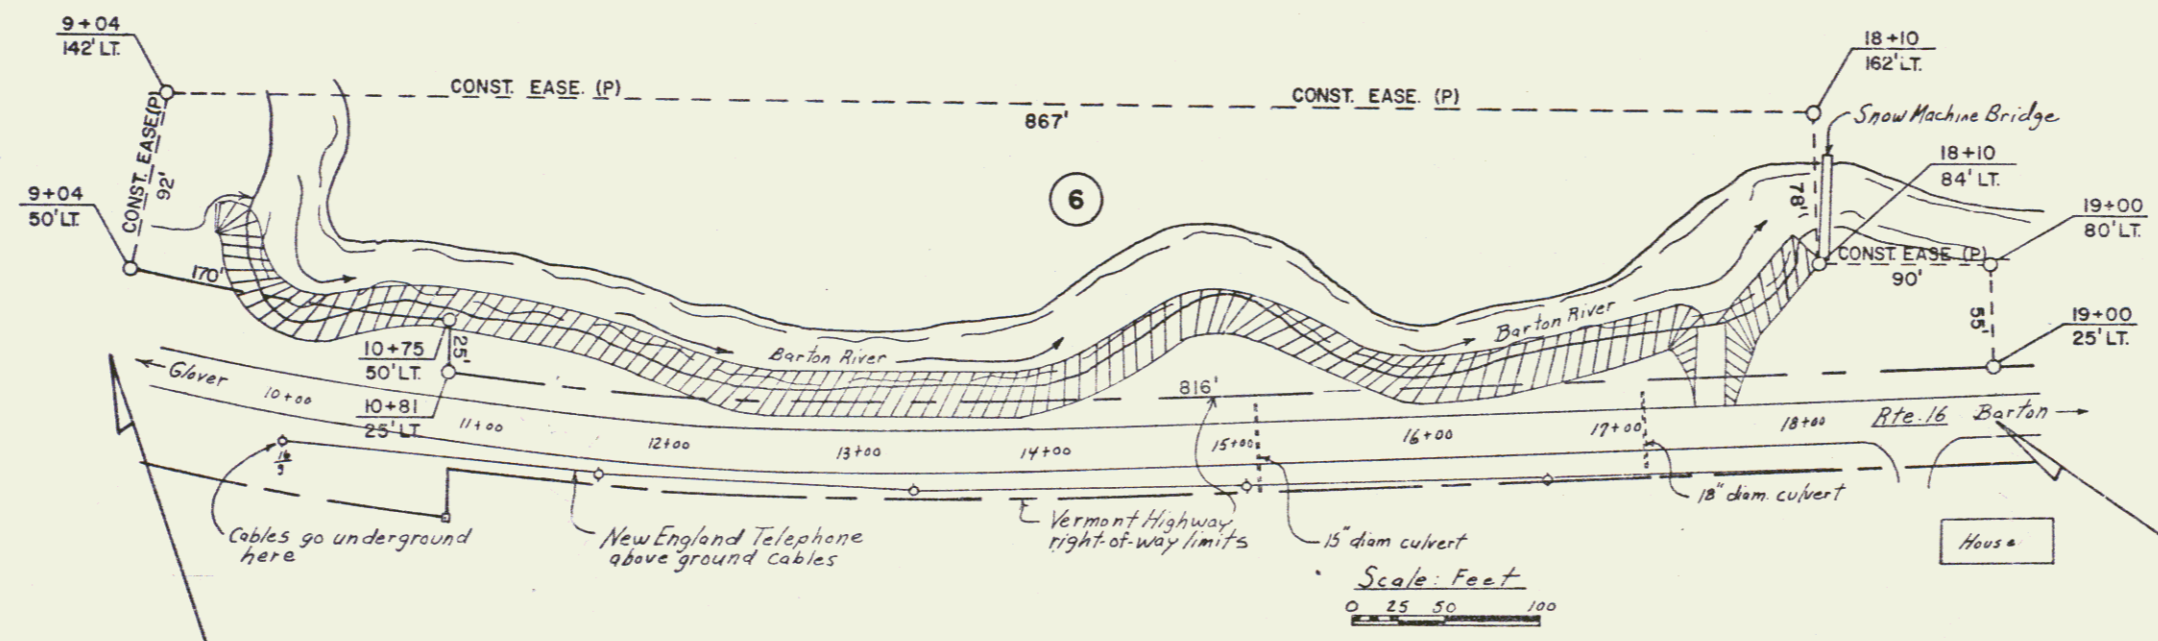 9+04
142' LT.
CONST. EASE. (P)
CONST. EASE. (P)
867'
18+10
162' LT.
Snow Machine Bridge
CONST. EASE(P)
92'
9+04
50' LT.
6
78'
18+10
84' LT.
19+00
80' LT.
CONST. EASE (P)
90'
55'
19+00
25' LT.
170'
10+75
50' LT.
25'
10+81
25' LT.
Barton River
Barton River
816'
Glover
10+00
11+00
12+00
13+00
14+00
15+00
16+00
17+00
18+00
Rte. 16
Barton
Cables go underground
here
New England Telephone
above ground cables
Vermont Highway
right-of-way limits
15" diam culvert
18" diam. culvert
House
Scale: Feet
0 25 50 100